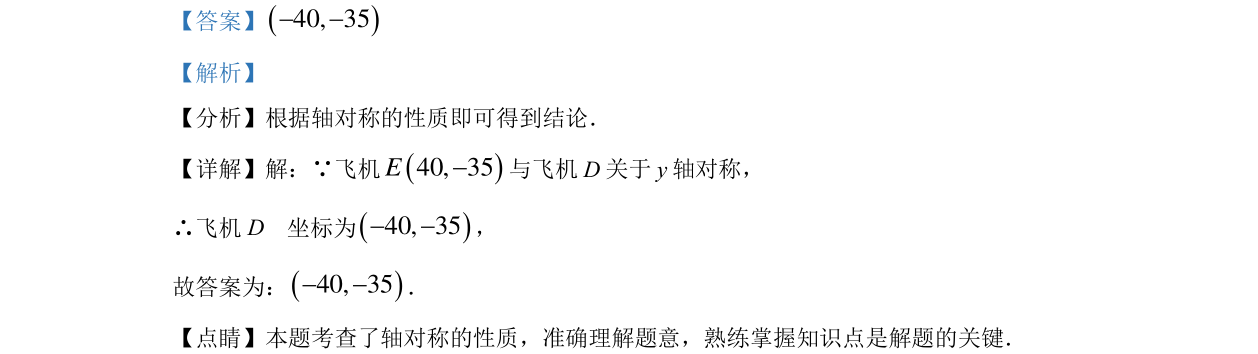 【答案】(−40,−35)
【解析】
【分析】根据轴对称的性质即可得到结论．
【详解】解：∵飞机E(40,−35)与飞机D关于y轴对称，
∴飞机D 坐标为(−40,−35)，
故答案为：(−40,−35)．
【点睛】本题考查了轴对称的性质，准确理解题意，熟练掌握知识点是解题的关键．